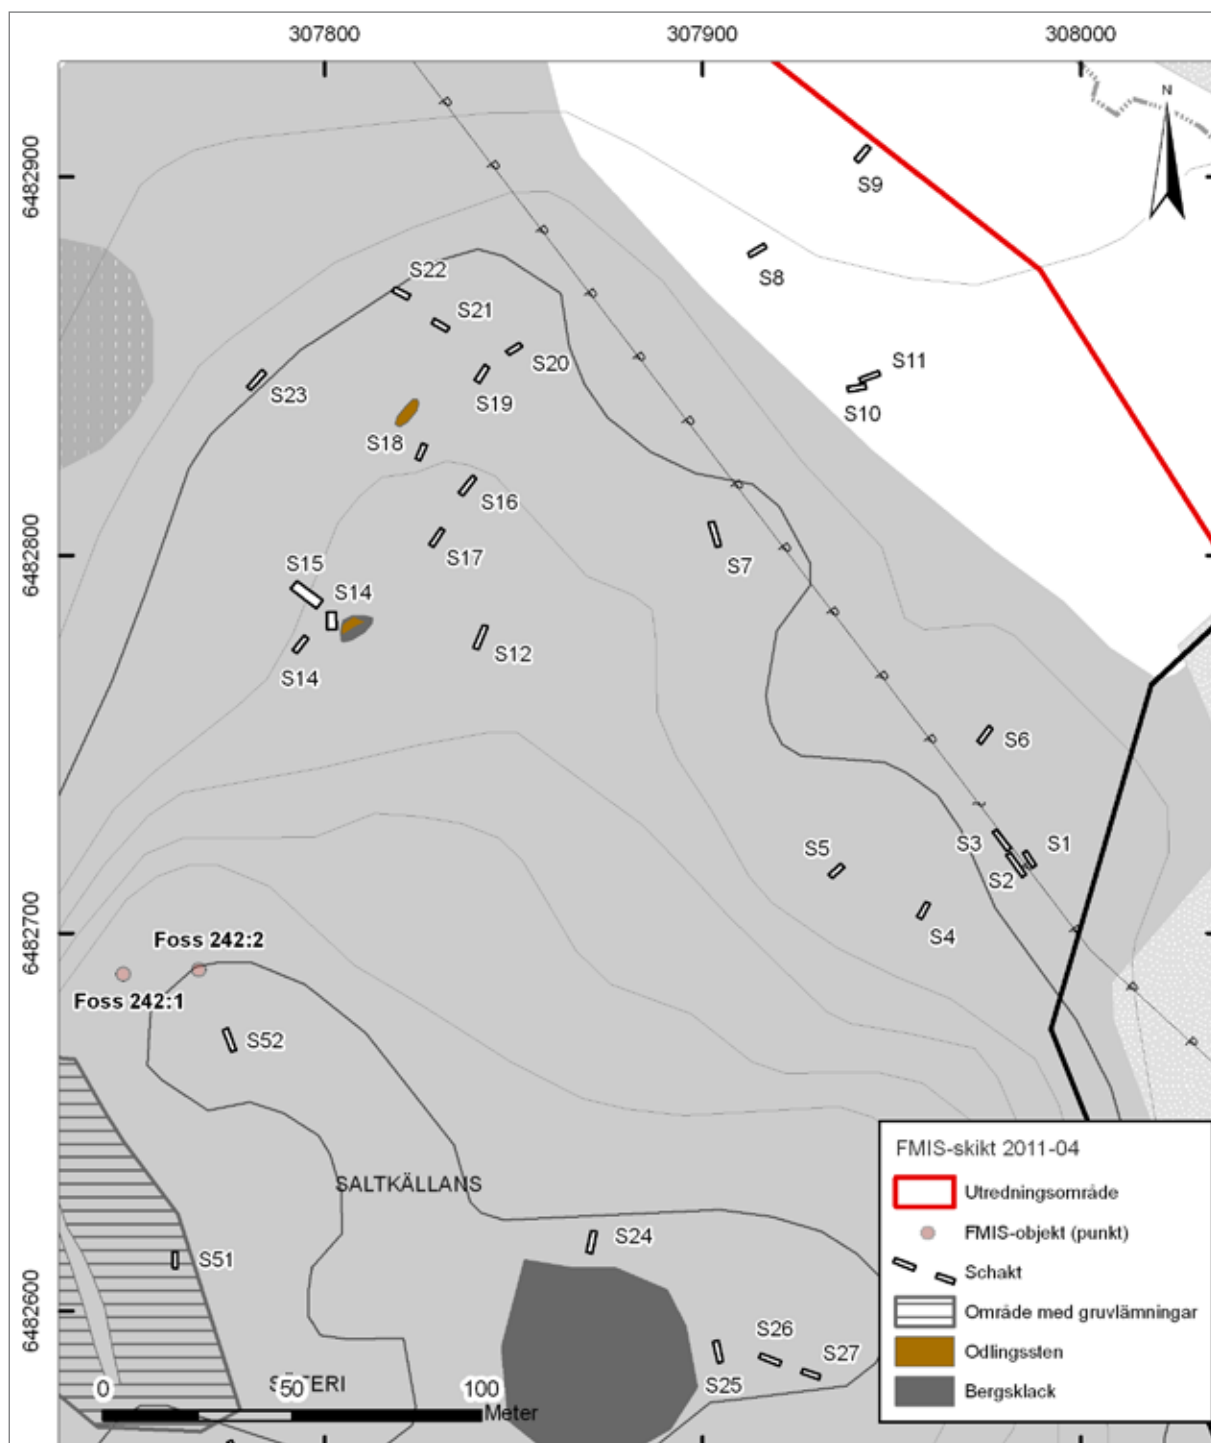 307800 307900 308000
6482900
6482800
6482700
6482600
N
S9
S8
S22
S21
S20
S19
S23
S11
S10
S18
S16
S17
S7
S15
S14
S12
S14
S6
S3
S1
S5
S2
S4
Foss 242:2
Foss 242:1
S52
SALTKÄLLANS
S24
S51
S26
S27
S25
SÄTERI
0 50 100
Meter
FMIS-skikt 2011-04
Utredningsområde
FMIS-objekt (punkt)
Schakt
Område med gruvlämningar
Odlingssten
Bergsklack